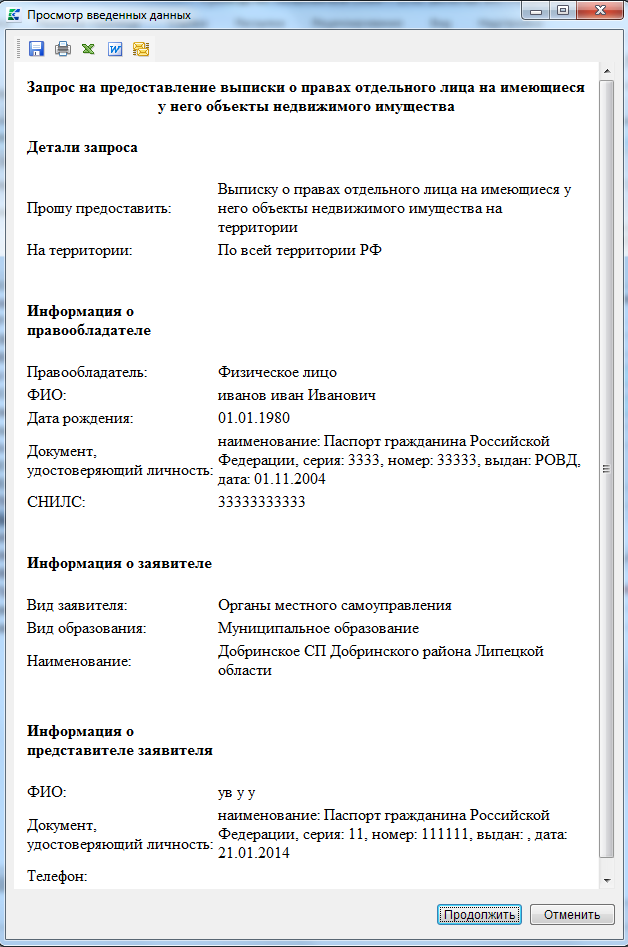 Просмотр введенных данных
Запрос на предоставление выписки о правах отдельного лица на имеющиеся
у него объекты недвижимого имущества
Детали запроса
Прошу предоставить:
Выписку о правах отдельного лица на имеющиеся у
него объекты недвижимого имущества на
территории
На территории:
По всей территории РФ
Информация о
правообладателе
Правообладатель:
Физическое лицо
ФИО:
иванов иван Иванович
Дата рождения:
01.01.1980
Документ,
удостоверяющий личность:
наименование: Паспорт гражданина Российской
Федерации, серия: 3333, номер: 33333, выдан: РОВД,
дата: 01.11.2004
СНИЛС:
33333333333
Информация о заявителе
Вид заявителя:
Органы местного самоуправления
Вид образования:
Муниципальное образование
Наименование:
Добринское СП Добринского района Липецкой
области
Информация о
представителе заявителя
ФИО:
ув у у
Документ,
удостоверяющий личность:
наименование: Паспорт гражданина Российской
Федерации, серия: 11, номер: 111111, выдан: , дата:
21.01.2014
Телефон:
Продолжить
Отменить